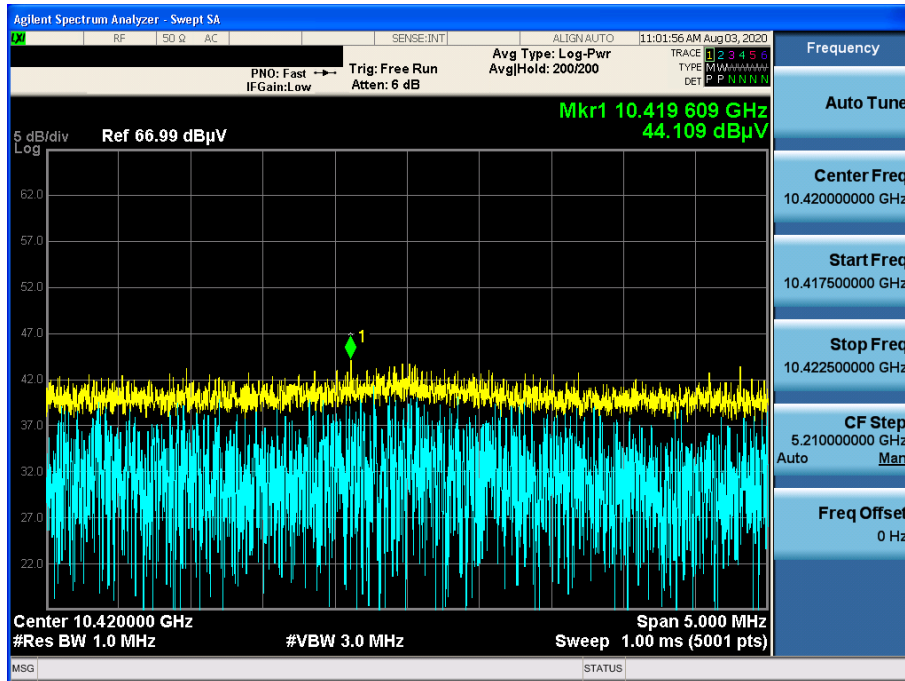 Agilent Spectrum Analyzer - Swept SA
LXI RF 50 Ω AC SENSE:INT ALIGN AUTO 11:01:56 AM Aug 03, 2020
PNO: Fast Trig: Free Run Avg Type: Log-Pwr TRACE 1 2 3 4 5 6
IFGain:Low Atten: 6 dB Avg|Hold: 200/200 TYPE M W W W W W
DET P P N N N N
Frequency
Mkr1 10.419 609 GHz
44.109 dBµV
5 dB/div Ref 66.99 dBµV
Log
62.0
57.0
52.0
47.0
42.0
37.0
32.0
27.0
22.0
1
Center 10.420000 GHz Span 5.000 MHz
#Res BW 1.0 MHz #VBW 3.0 MHz Sweep 1.00 ms (5001 pts)
MSG STATUS
Auto Tune
Center Freq
10.420000000 GHz
Start Freq
10.417500000 GHz
Stop Freq
10.422500000 GHz
CF Step
5.210000000 GHz
Auto Man
Freq Offset
0 Hz